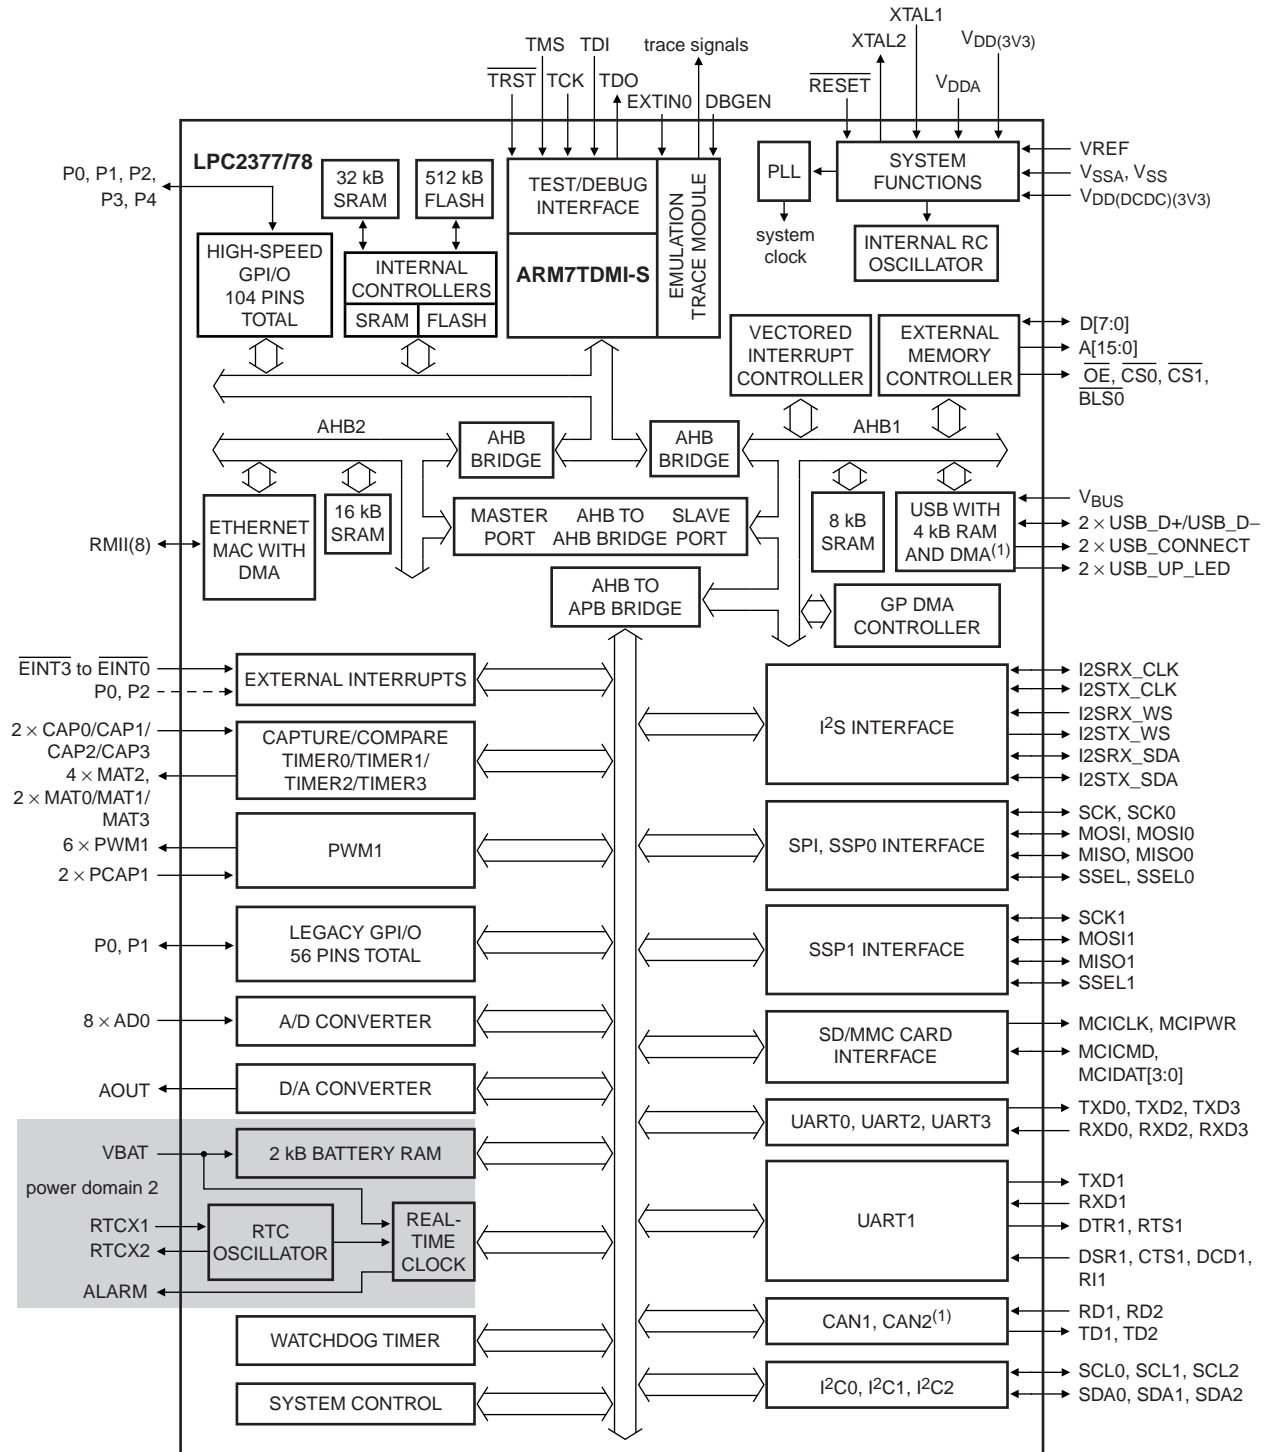 XTAL1
TMS TDI trace signals XTAL2 VDD(3V3)
TRST TCK TDO RESET VDDA
EXTIN0 DBGEN
LPC2377/78
P0, P1, P2,
P3, P4
32 kB
SRAM
512 kB
FLASH
TEST/DEBUG
INTERFACE
EMULATION
TRACE MODULE
PLL
SYSTEM
FUNCTIONS
VREF
VSSA, VSS
VDD(DCDC)(3V3)
system
clock
INTERNAL RC
OSCILLATOR
HIGH-SPEED
GPI/O
104 PINS
TOTAL
INTERNAL
CONTROLLERS
SRAM FLASH
ARM7TDMI-S
VECTORED
INTERRUPT
CONTROLLER
EXTERNAL
MEMORY
CONTROLLER
D[7:0]
A[15:0]
OE, CS0, CS1,
BLS0
AHB2
AHB
BRIDGE
AHB
BRIDGE
AHB1
ETHERNET
MAC WITH
DMA
RMII(8)
16 kB
SRAM
MASTER
PORT
AHB TO
AHB BRIDGE
SLAVE
PORT
8 kB
SRAM
USB WITH
4 kB RAM
AND DMA(1)
VBUS
2 × USB_D+/USB_D−
2 × USB_CONNECT
2 × USB_UP_LED
AHB TO
APB BRIDGE
GP DMA
CONTROLLER
EINT3 to EINT0
P0, P2
EXTERNAL INTERRUPTS
2 × CAP0/CAP1/
CAP2/CAP3
4 × MAT2,
2 × MAT0/MAT1/
MAT3
CAPTURE/COMPARE
TIMER0/TIMER1/
TIMER2/TIMER3
6 × PWM1
2 × PCAP1
PWM1
P0, P1
LEGACY GPI/O
56 PINS TOTAL
8 × AD0
A/D CONVERTER
AOUT
D/A CONVERTER
VBAT
2 kB BATTERY RAM
power domain 2
RTCX1
RTCX2
RTC
OSCILLATOR
REAL-
TIME
CLOCK
ALARM
WATCHDOG TIMER
SYSTEM CONTROL
I2S INTERFACE
I2SRX_CLK
I2STX_CLK
I2SRX_WS
I2STX_WS
I2SRX_SDA
I2STX_SDA
SPI, SSP0 INTERFACE
SCK, SCK0
MOSI, MOSI0
MISO, MISO0
SSEL, SSEL0
SSP1 INTERFACE
SCK1
MOSI1
MISO1
SSEL1
SD/MMC CARD
INTERFACE
MCICLK, MCIPWR
MCICMD,
MCIDAT[3:0]
UART0, UART2, UART3
TXD0, TXD2, TXD3
RXD0, RXD2, RXD3
UART1
TXD1
RXD1
DTR1, RTS1
DSR1, CTS1, DCD1,
RI1
CAN1, CAN2(1)
RD1, RD2
TD1, TD2
I2C0, I2C1, I2C2
SCL0, SCL1, SCL2
SDA0, SDA1, SDA2